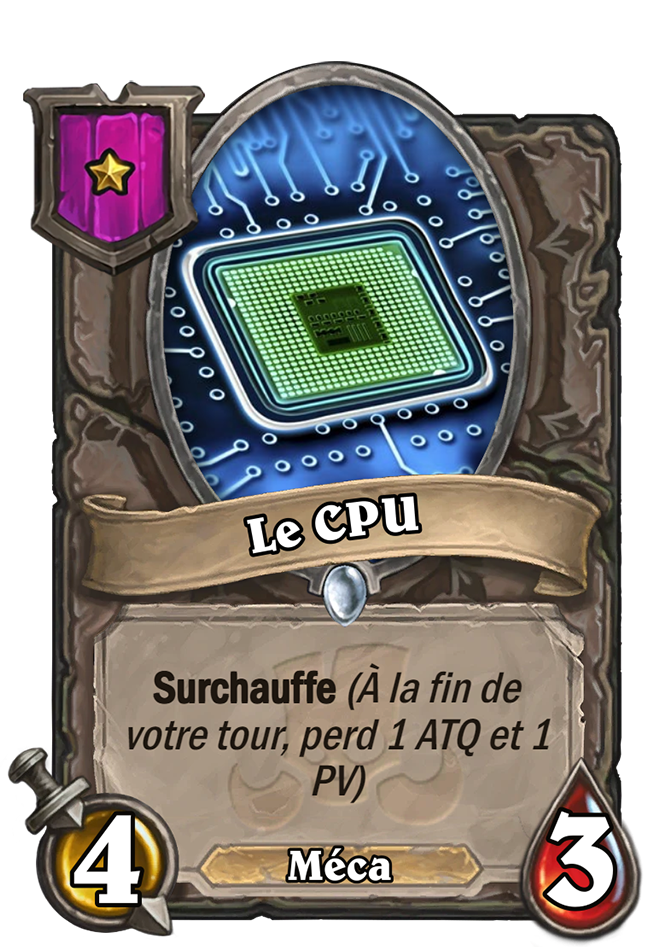 Le CPU
Surchauffe (À la fin de
votre tour, perd 1 ATQ et 1
PV)
Méca
4
3